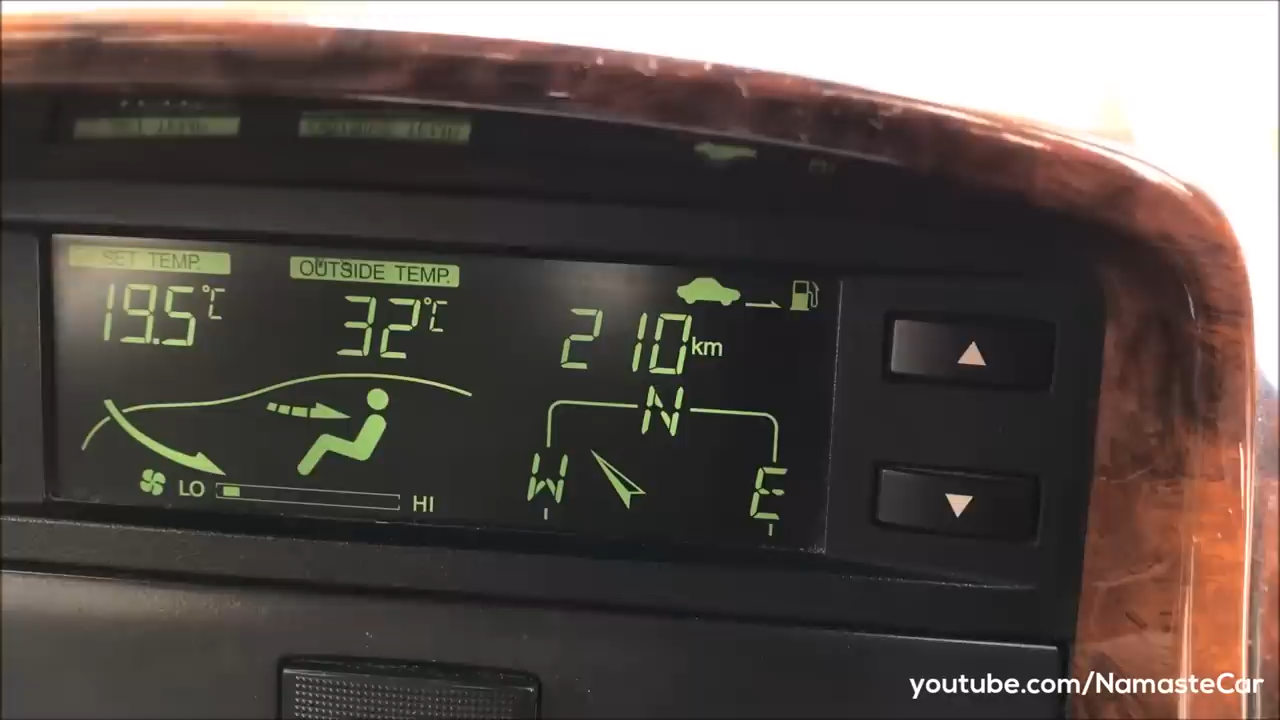 SET TEMP.
OUTSIDE TEMP.
19.5°C
32°C
210km
N
W
E
LO
HI
youtube.com/NamasteCar